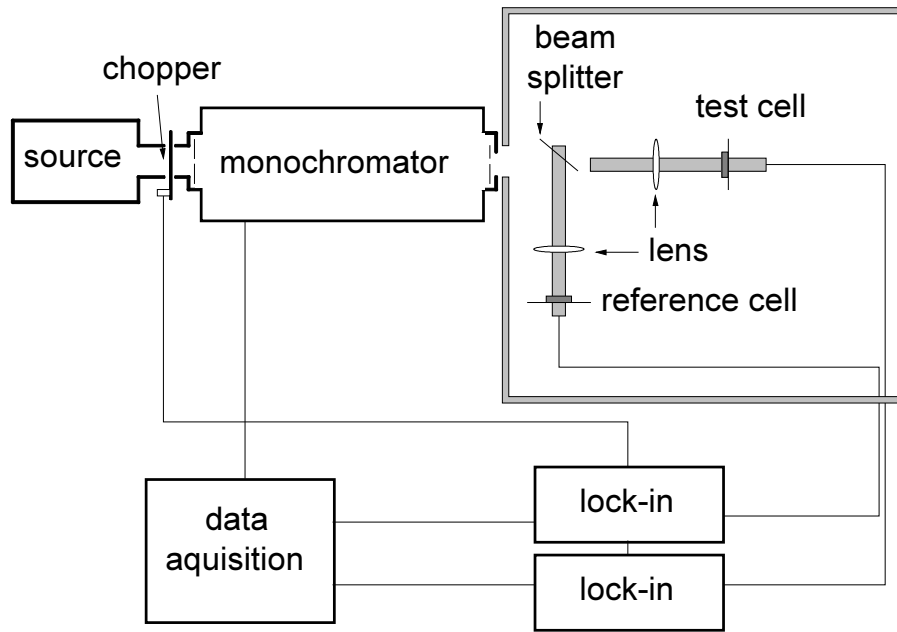 beam
splitter
chopper
test cell
source
monochromator
lens
reference cell
data
aquisition
lock-in
lock-in